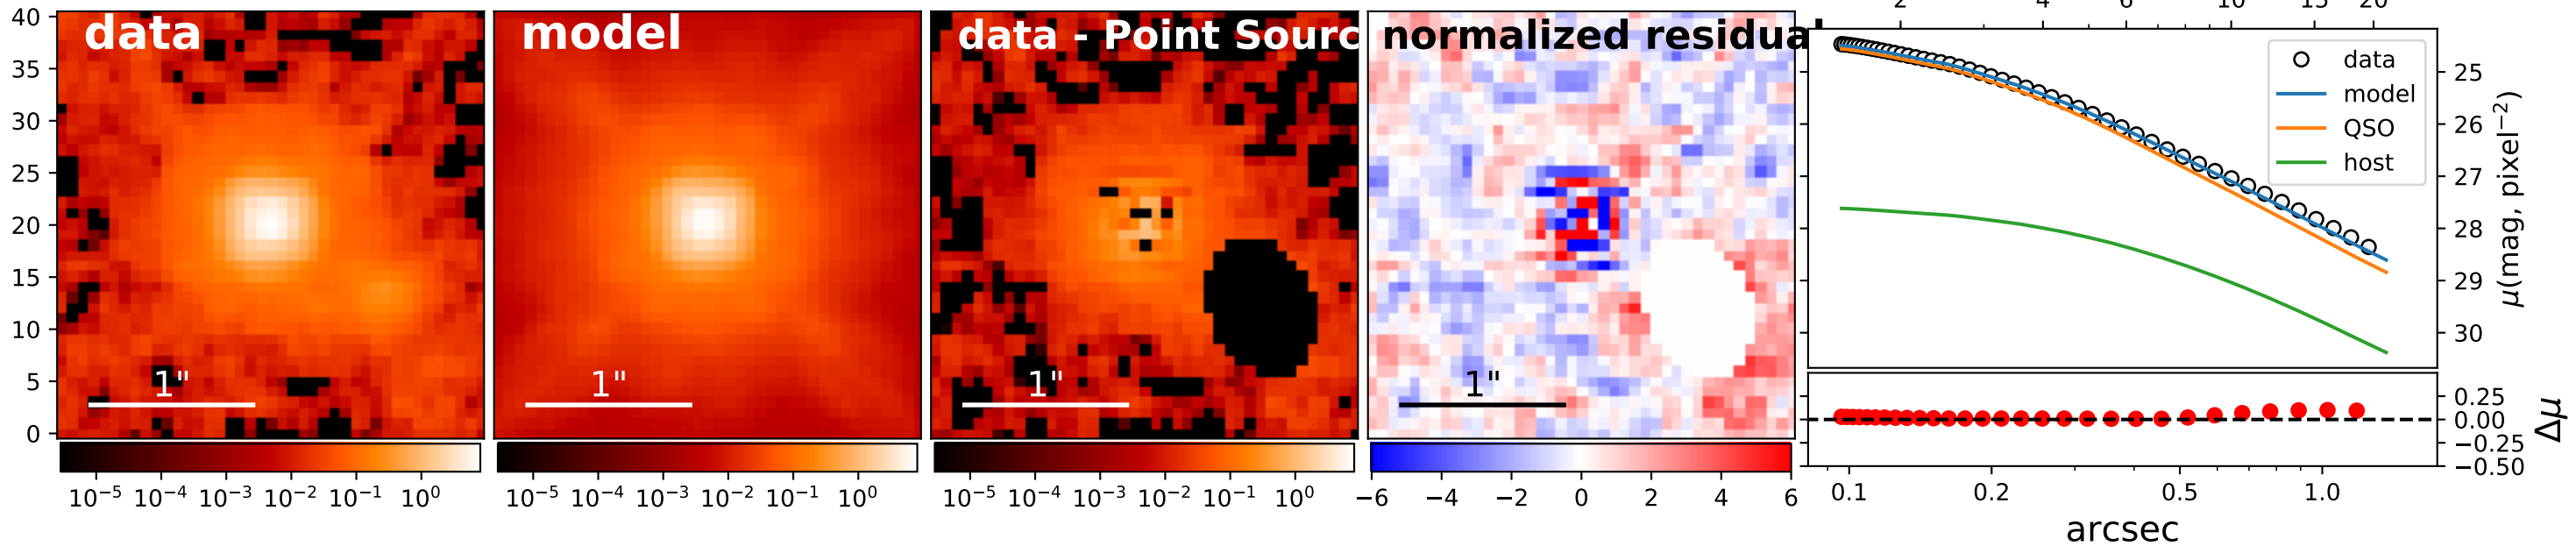 data
model
data - Point Sourc
normalized residual
40
35
30
25
20
15
10
5
0
1"
1"
1"
1"
10⁻⁵ 10⁻⁴ 10⁻³ 10⁻² 10⁻¹ 10⁰
10⁻⁵ 10⁻⁴ 10⁻³ 10⁻² 10⁻¹ 10⁰
10⁻⁵ 10⁻⁴ 10⁻³ 10⁻² 10⁻¹ 10⁰
−6 −4 −2 0 2 4 6
2 4 6 10 15 20
data
model
QSO
host
25
26
27
28
29
30
μ(mag, pixel⁻²)
0.25
0.00
−0.25
−0.50
Δμ
0.1 0.2 0.5 1.0
arcsec